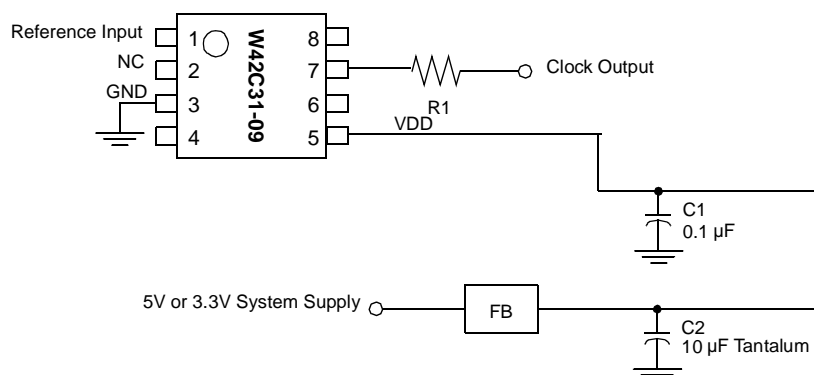 Reference Input
1
8
NC
2
7
Clock Output
GND
3
6
R1
4
5
VDD
W42C31-09
C1
0.1 µF
5V or 3.3V System Supply
FB
C2
10 µF Tantalum